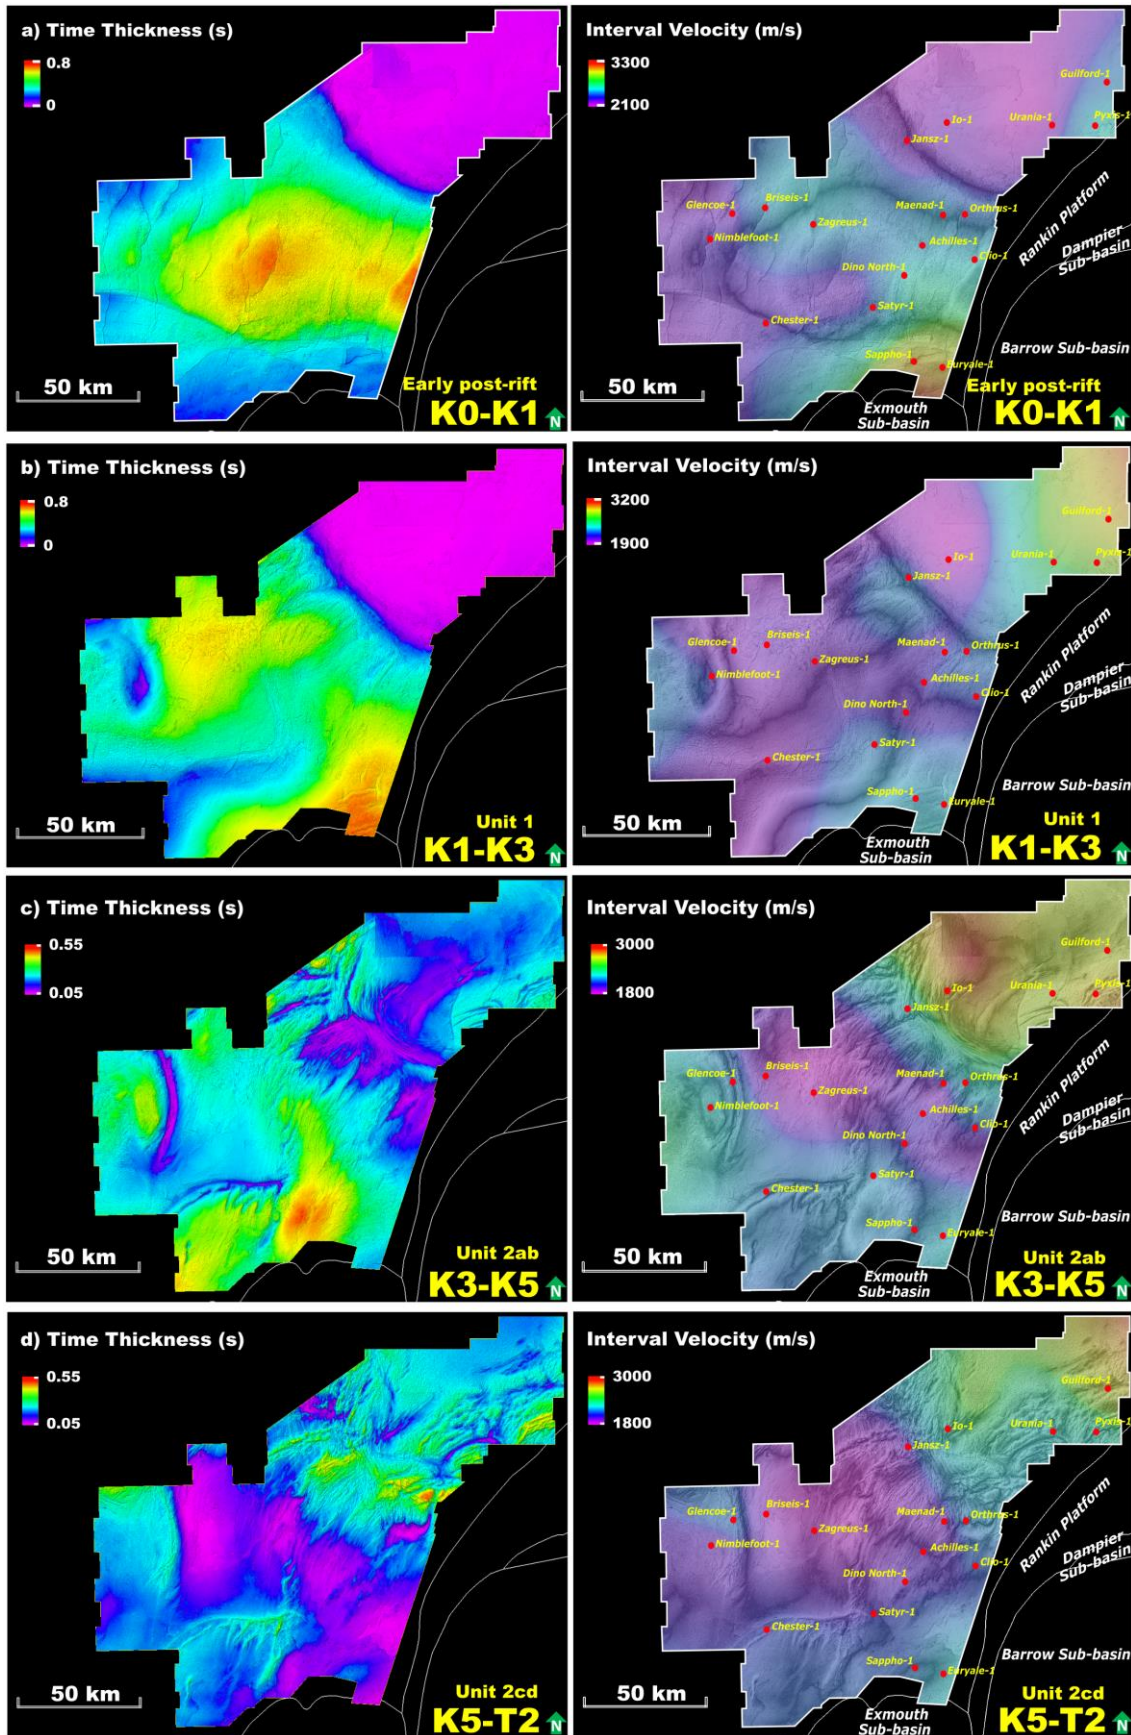 a) Time Thickness (s)
0.8
0
50 km
Early post-rift
K0-K1
N
Interval Velocity (m/s)
3300
2100
Guilford-1
Io-1
Urania-1
Pyxis-1
Jansz-1
Glencoe-1
Briseis-1
Maenad-1
Orthrus-1
Zagreus-1
Nimblefoot-1
Achilles-1
Clio-1
Dino North-1
Satyr-1
Chester-1
Sappho-1
Euryale-1
Rankin Platform
Dampier
Sub-basin
Barrow Sub-basin
Exmouth
Sub-basin
50 km
Early post-rift
K0-K1
N
b) Time Thickness (s)
0.8
0
50 km
Unit 1
K1-K3
N
Interval Velocity (m/s)
3200
1900
Guilford-1
Io-1
Urania-1
Pyxis-1
Jansz-1
Glencoe-1
Briseis-1
Maenad-1
Orthrus-1
Zagreus-1
Nimblefoot-1
Achilles-1
Clio-1
Dino North-1
Satyr-1
Chester-1
Sappho-1
Euryale-1
Rankin Platform
Dampier
Sub-basin
Barrow Sub-basin
Exmouth
Sub-basin
50 km
Unit 1
K1-K3
N
c) Time Thickness (s)
0.55
0.05
50 km
Unit 2ab
K3-K5
N
Interval Velocity (m/s)
3000
1800
Guilford-1
Io-1
Urania-1
Pyxis-1
Jansz-1
Glencoe-1
Briseis-1
Maenad-1
Orthrus-1
Zagreus-1
Nimblefoot-1
Achilles-1
Clio-1
Dino North-1
Satyr-1
Chester-1
Sappho-1
Euryale-1
Rankin Platform
Dampier
Sub-basin
Barrow Sub-basin
Exmouth
Sub-basin
50 km
Unit 2ab
K3-K5
N
d) Time Thickness (s)
0.55
0.05
50 km
Unit 2cd
K5-T2
N
Interval Velocity (m/s)
3000
1800
Guilford-1
Io-1
Urania-1
Pyxis-1
Jansz-1
Glencoe-1
Briseis-1
Maenad-1
Orthrus-1
Zagreus-1
Nimblefoot-1
Achilles-1
Clio-1
Dino North-1
Satyr-1
Chester-1
Sappho-1
Euryale-1
Rankin Platform
Dampier
Sub-basin
Barrow Sub-basin
Exmouth
Sub-basin
50 km
Unit 2cd
K5-T2
N